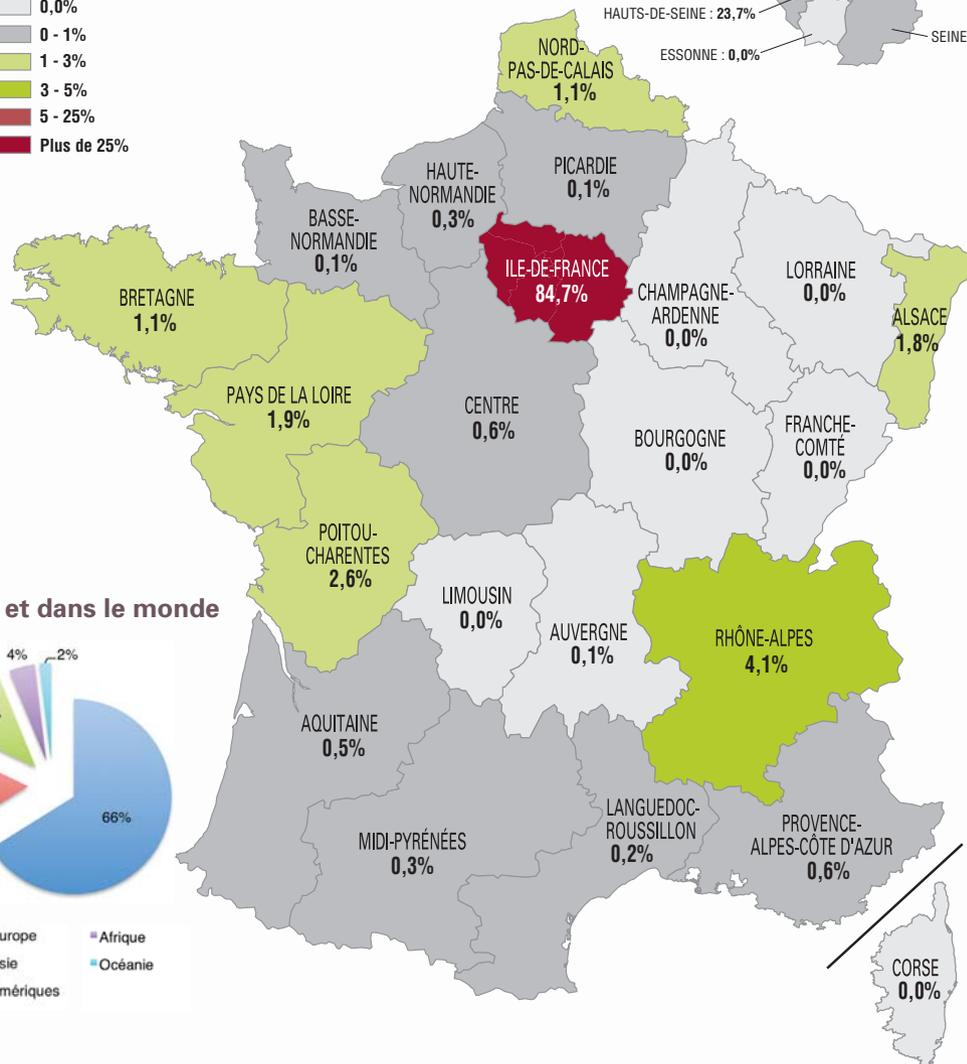 0,0%
0 - 1%
1 - 3%
3 - 5%
5 - 25%
Plus de 25%
HAUTS-DE-SEINE : 23,7%
ESSONNE : 0,0%
SEINE
NORD-
PAS-DE-CALAIS
1,1%
PICARDIE
0,1%
HAUTE-
NORMANDIE
0,3%
BASSE-
NORMANDIE
0,1%
ILE-DE-FRANCE
84,7%
CHAMPAGNE-
ARDENNE
0,0%
LORRAINE
0,0%
ALSACE
1,8%
BRETAGNE
1,1%
PAYS DE LA LOIRE
1,9%
CENTRE
0,6%
BOURGOGNE
0,0%
FRANCHE-
COMTÉ
0,0%
POITOU-
CHARENTES
2,6%
LIMOUSIN
0,0%
AUVERGNE
0,1%
RHÔNE-ALPES
4,1%
AQUITAINE
0,5%
MIDI-PYRÉNÉES
0,3%
LANGUEDOC-
ROUSSILLON
0,2%
PROVENCE-
ALPES-CÔTE D'AZUR
0,6%
CORSE
0,0%
et dans le monde
4%
2%
66%
urope
Afrique
sie
Océanie
mériques